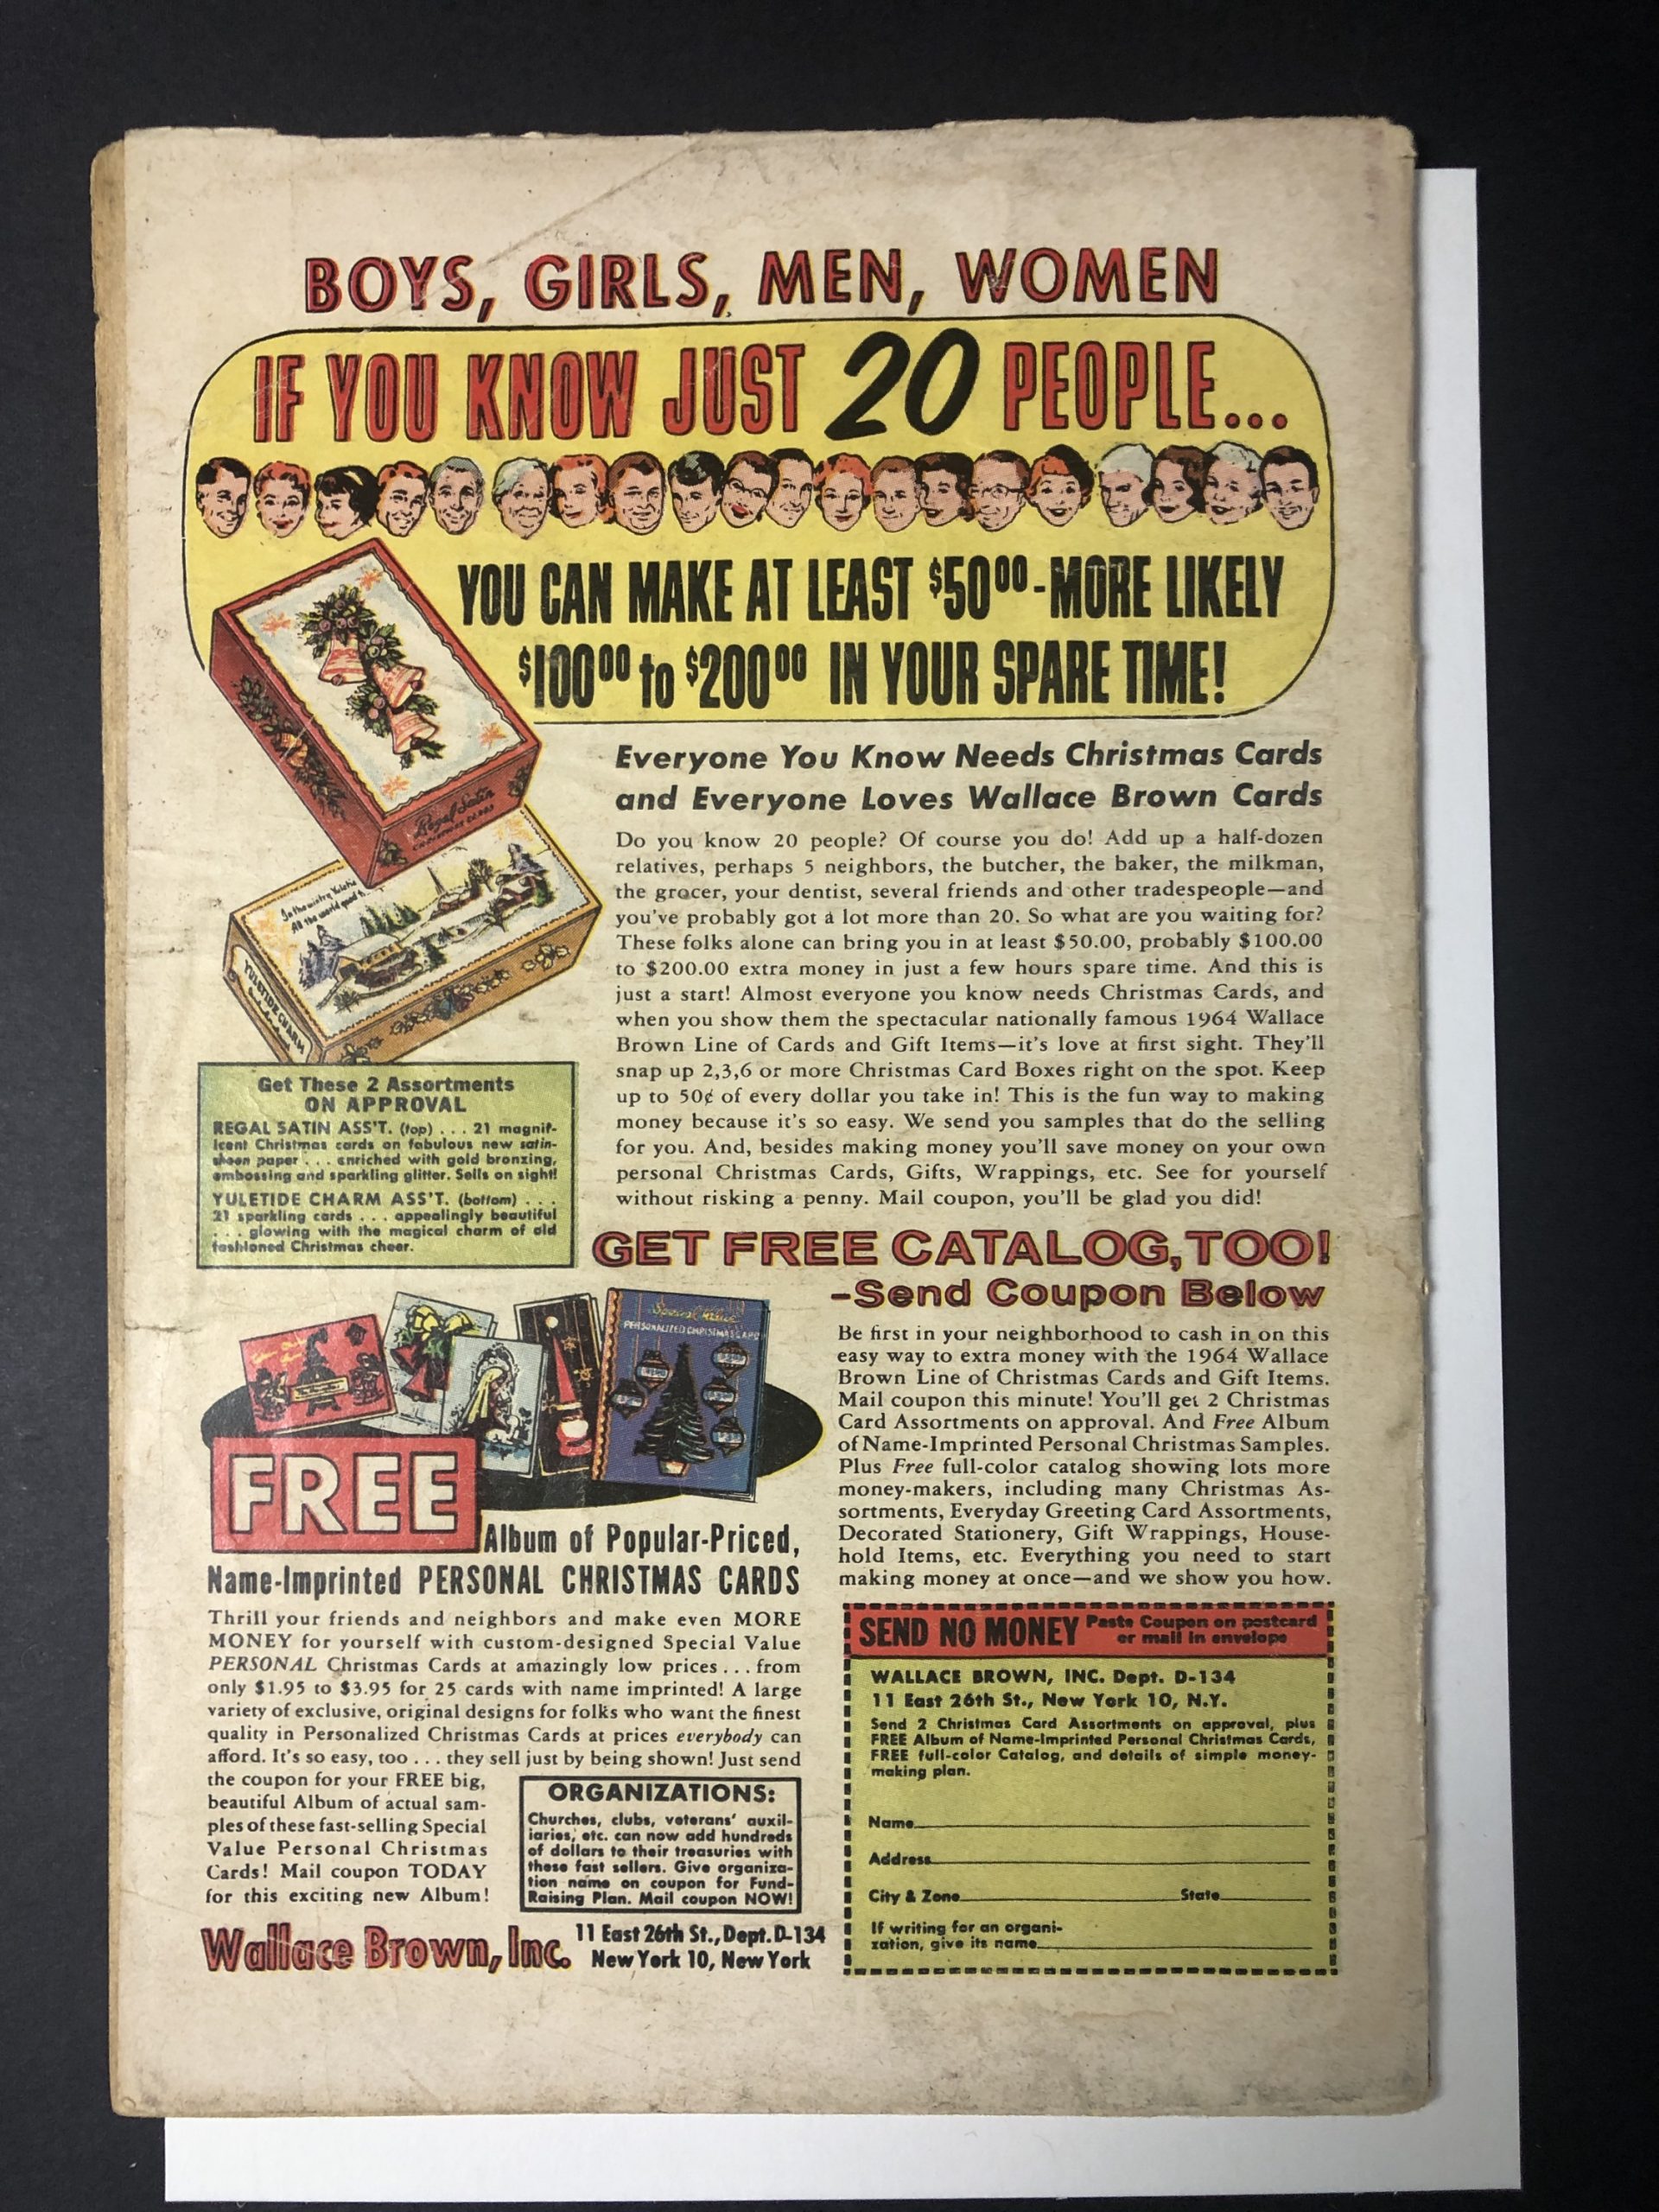 BOYS, GIRLS, MEN, WOMEN
IF YOU KNOW JUST 20 PEOPLE...
YOU CAN MAKE AT LEAST $50⁰⁰-MORE LIKELY
$100⁰⁰ to $200⁰⁰ IN YOUR SPARE TIME!
Regal Satin
In the wintry Yuletide
All the world
YULETIDE CHARM
Everyone You Know Needs Christmas Cards
and Everyone Loves Wallace Brown Cards
Do you know 20 people? Of course you do! Add up a half-dozen
relatives, perhaps 5 neighbors, the butcher, the baker, the milkman,
the grocer, your dentist, several friends and other tradespeople—and
you've probably got a lot more than 20. So what are you waiting for?
These folks alone can bring you in at least $50.00, probably $100.00
to $200.00 extra money in just a few hours spare time. And this is
just a start! Almost everyone you know needs Christmas Cards, and
when you show them the spectacular nationally famous 1964 Wallace
Brown Line of Cards and Gift Items—it's love at first sight. They'll
snap up 2,3,6 or more Christmas Card Boxes right on the spot. Keep
up to 50¢ of every dollar you take in! This is the fun way to making
money because it's so easy. We send you samples that do the selling
for you. And, besides making money you'll save money on your own
personal Christmas Cards, Gifts, Wrappings, etc. See for yourself
without risking a penny. Mail coupon, you'll be glad you did!
Get These 2 Assortments
ON APPROVAL
REGAL SATIN ASS'T. (top) . . . 21 magnif-
icent Christmas cards on fabulous new satin-
sheen paper . . . enriched with gold bronzing,
embossing and sparkling glitter. Sells on sight!
YULETIDE CHARM ASS'T. (bottom) . . .
21 sparkling cards . . . appealingly beautiful
. . . glowing with the magical charm of old
fashioned Christmas cheer.
GET FREE CATALOG, TOO!
-Send Coupon Below
Special Value
PERSONALIZED CHRISTMAS CARDS
Be first in your neighborhood to cash in on this
easy way to extra money with the 1964 Wallace
Brown Line of Christmas Cards and Gift Items.
Mail coupon this minute! You'll get 2 Christmas
Card Assortments on approval. And Free Album
of Name-Imprinted Personal Christmas Samples.
Plus Free full-color catalog showing lots more
money-makers, including many Christmas As-
sortments, Everyday Greeting Card Assortments,
Decorated Stationery, Gift Wrappings, House-
hold Items, etc. Everything you need to start
making money at once—and we show you how.
FREE
Album of Popular-Priced,
Name-Imprinted PERSONAL CHRISTMAS CARDS
Thrill your friends and neighbors and make even MORE
MONEY for yourself with custom-designed Special Value
PERSONAL Christmas Cards at amazingly low prices . . . from
only $1.95 to $3.95 for 25 cards with name imprinted! A large
variety of exclusive, original designs for folks who want the finest
quality in Personalized Christmas Cards at prices everybody can
afford. It's so easy, too . . . they sell just by being shown! Just send
the coupon for your FREE big,
beautiful Album of actual sam-
ples of these fast-selling Special
Value Personal Christmas
Cards! Mail coupon TODAY
for this exciting new Album!
ORGANIZATIONS:
Churches, clubs, veterans' auxil-
iaries, etc. can now add hundreds
of dollars to their treasuries with
these fast sellers. Give organiza-
tion name on coupon for Fund-
Raising Plan. Mail coupon NOW!
Wallace Brown, Inc.
11 East 26th St., Dept. D-134
New York 10, New York
SEND NO MONEY
Paste Coupon on postcard
or mail in envelope
WALLACE BROWN, INC. Dept. D-134
11 East 26th St., New York 10, N.Y.
Send 2 Christmas Card Assortments on approval, plus
FREE Album of Name-Imprinted Personal Christmas Cards,
FREE full-color Catalog, and details of simple money-
making plan.
Name
Address
City & Zone State
If writing for an organi-
zation, give its name